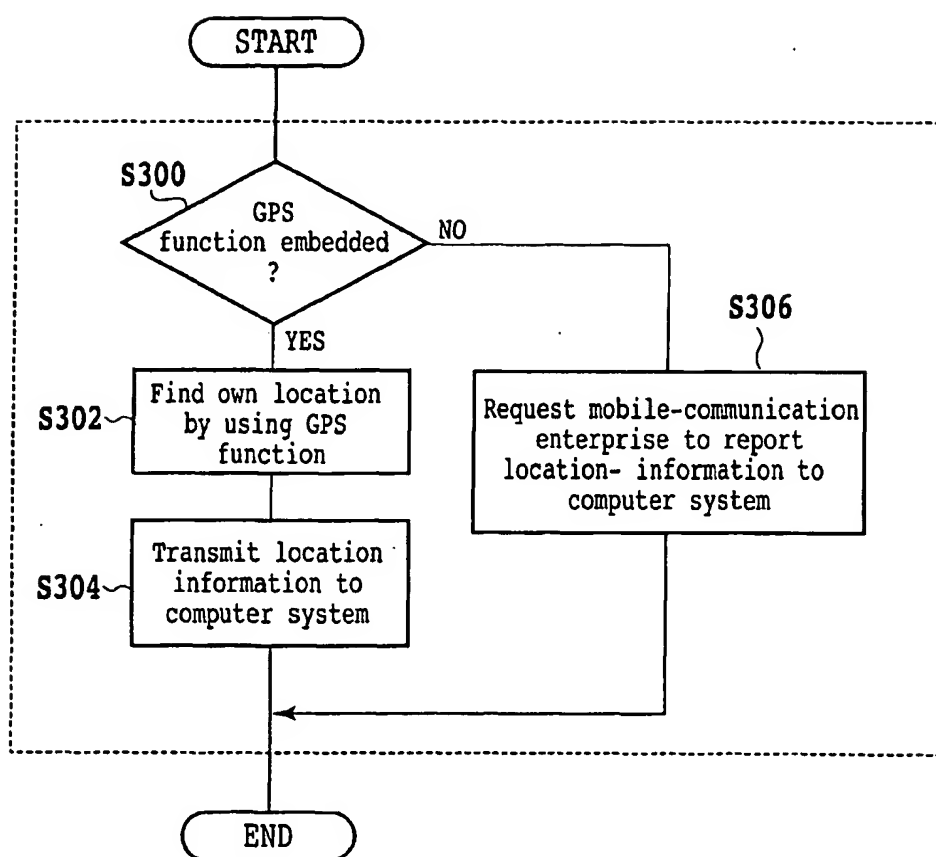 START
S300
GPS
function embedded
?
NO
YES
S306
S302
Find own location
by using GPS
function
Request mobile-communication
enterprise to report
location- information to
computer system
S304
Transmit location
information to
computer system
END